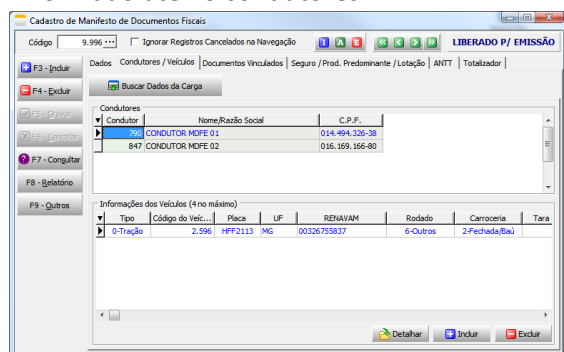 Cadastro de Manifesto de Documentos Fiscais
Código 9.996 ... Ignorar Registros Cancelados na Navegação I A E LIBERADO P/ EMISSÃO
F3 - Incluir
F4 - Excluir
F5 - Gravar
F6 - Cancelar
F7 - Consultar
F8 - Relatório
F9 - Outros
Dados Condutores / Veículos Documentos Vinculados Seguro / Prod. Predominante / Lotação ANTT Totalizador
Buscar Dados da Carga
Condutores
Condutor Nome/Razão Social C.P.F.
790 CONDUTOR MDFE 01 014.494.326-38
847 CONDUTOR MDFE 02 016.169.166-80
Informações dos Veículos (4 no máximo)
Tipo Código do Veíc... Placa UF RENAVAM Rodado Carroceria Tara
0-Tração 2.596 HFF2113 MG 00326755837 6-Outros 2-Fechada/Baú
Detalhar Incluir Excluir